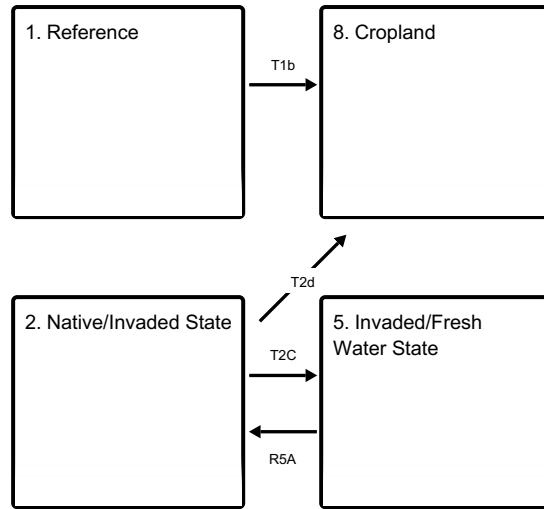 1. Reference
8. Cropland
T1b
T2d
2. Native/Invaded State
5. Invaded/Fresh
Water State
T2C
R5A